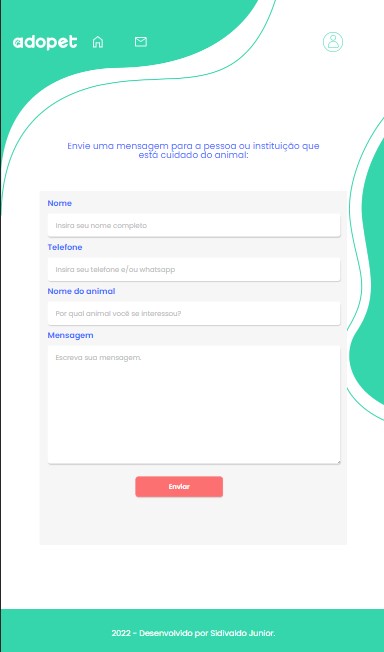 adopet
Envie uma mensagem para a pessoa ou instituição que
está cuidado do animal:
Nome
Insira seu nome completo
Telefone
Insira seu telefone e/ou whatsapp
Nome do animal
Por qual animal você se interessou?
Mensagem
Escreva sua mensagem.
Enviar
2022 - Desenvolvido por Sidivaldo Junior.